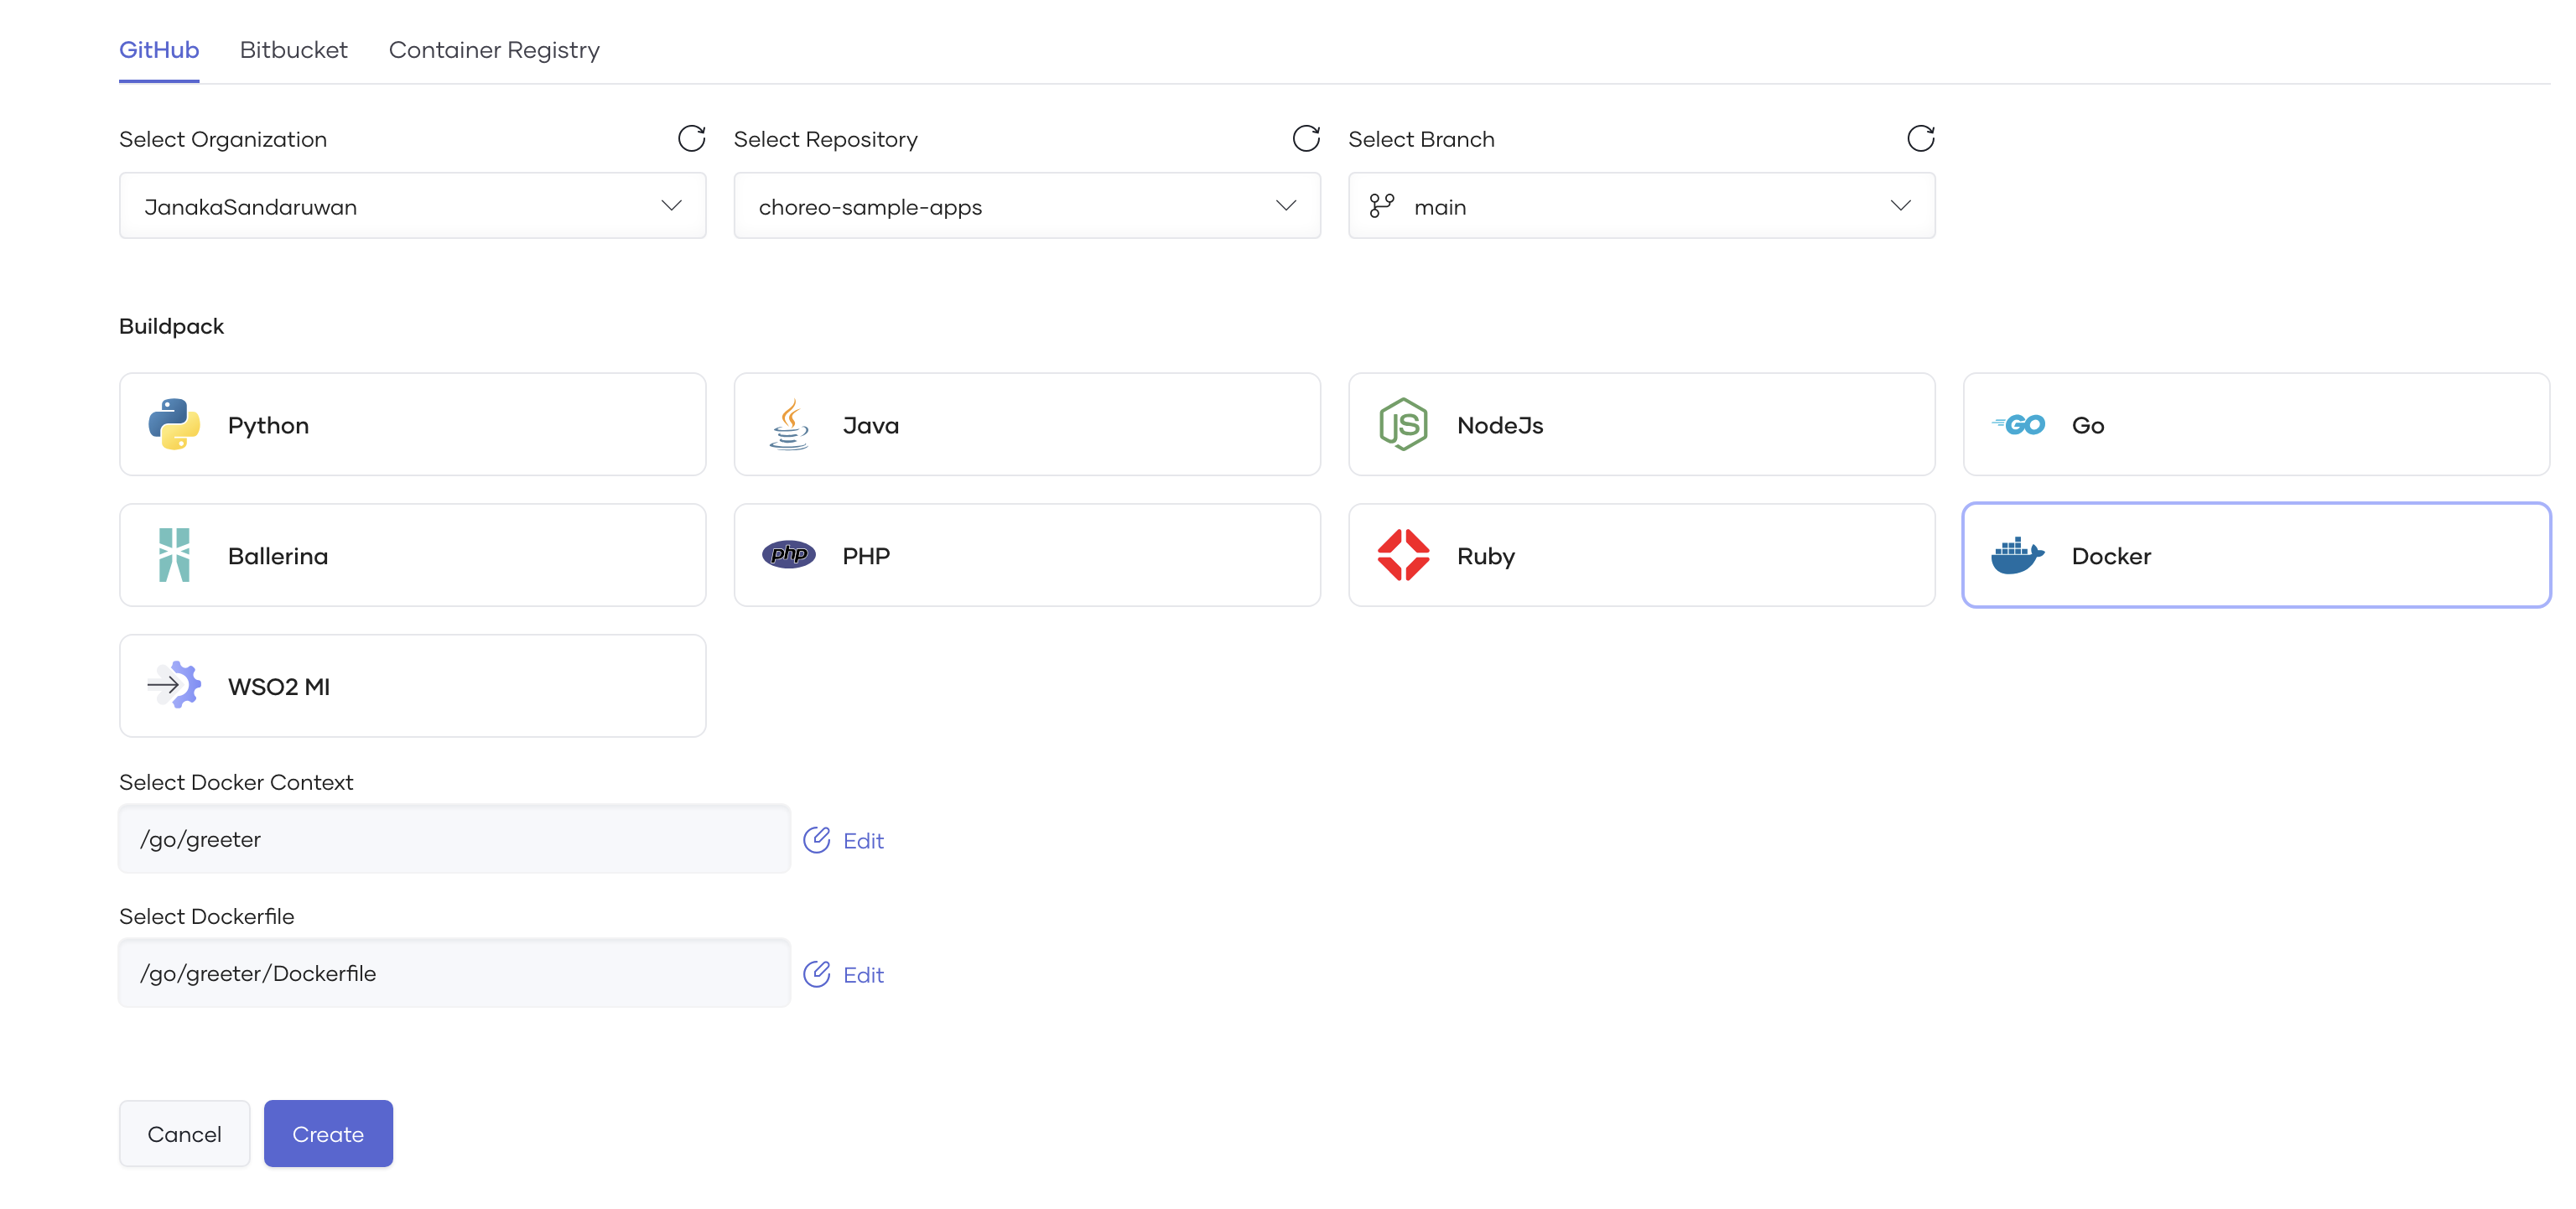 GitHub Bitbucket Container Registry
Select Organization Select Repository Select Branch
JanakaSandaruwan choreo-sample-apps main
Buildpack
Python Java JS NodeJs GO Go
Ballerina php PHP Ruby Docker
WSO2 MI
Select Docker Context
/go/greeter Edit
Select Dockerfile
/go/greeter/Dockerfile Edit
Cancel Create